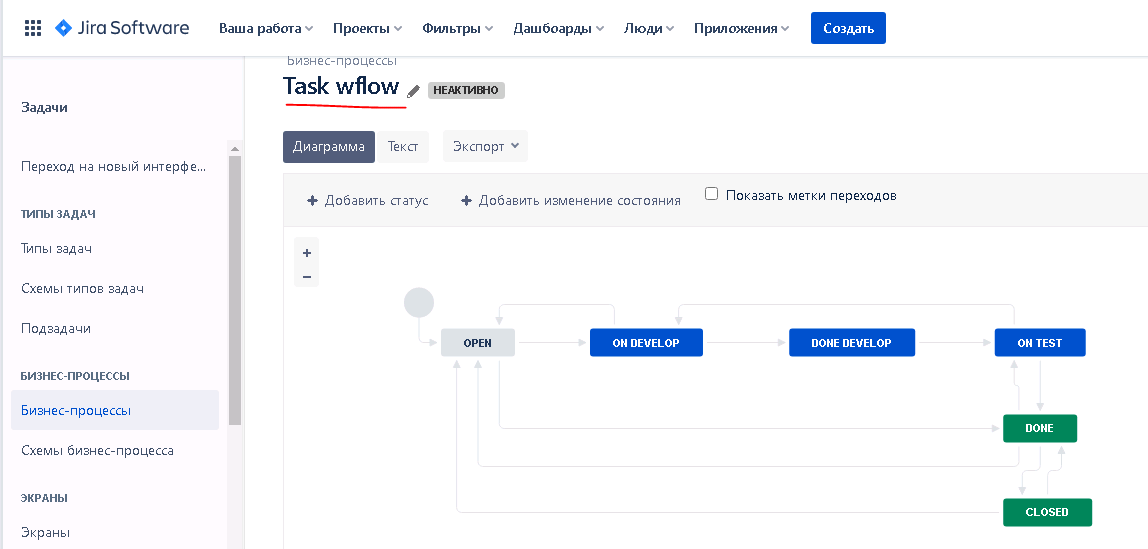 Jira Software Ваша работа Проекты Фильтры Дашборды Люди Приложения Создать
Задачи
Переход на новый интерфе...
ТИПЫ ЗАДАЧ
Типы задач
Схемы типов задач
Подзадачи
БИЗНЕС-ПРОЦЕССЫ
Бизнес-процессы
Схемы бизнес-процесса
ЭКРАНЫ
Экраны
Бизнес-процессы
Task wflow НЕАКТИВНО
Диаграмма Текст Экспорт
+ Добавить статус + Добавить изменение состояния Показать метки переходов
+
–
OPEN ON DEVELOP DONE DEVELOP ON TEST
DONE
CLOSED